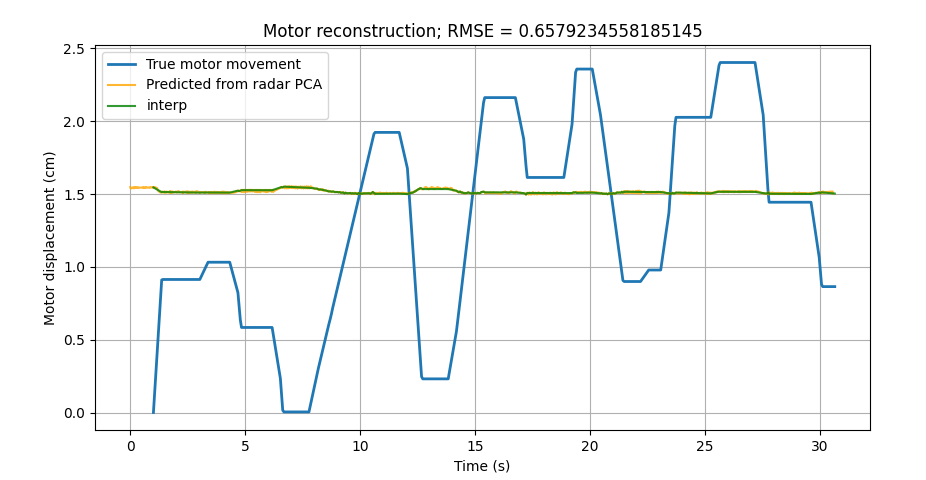 Motor reconstruction; RMSE = 0.6579234558185145
True motor movement
Predicted from radar PCA
interp
Motor displacement (cm)
2.5
2.0
1.5
1.0
0.5
0.0
0 5 10 15 20 25 30
Time (s)